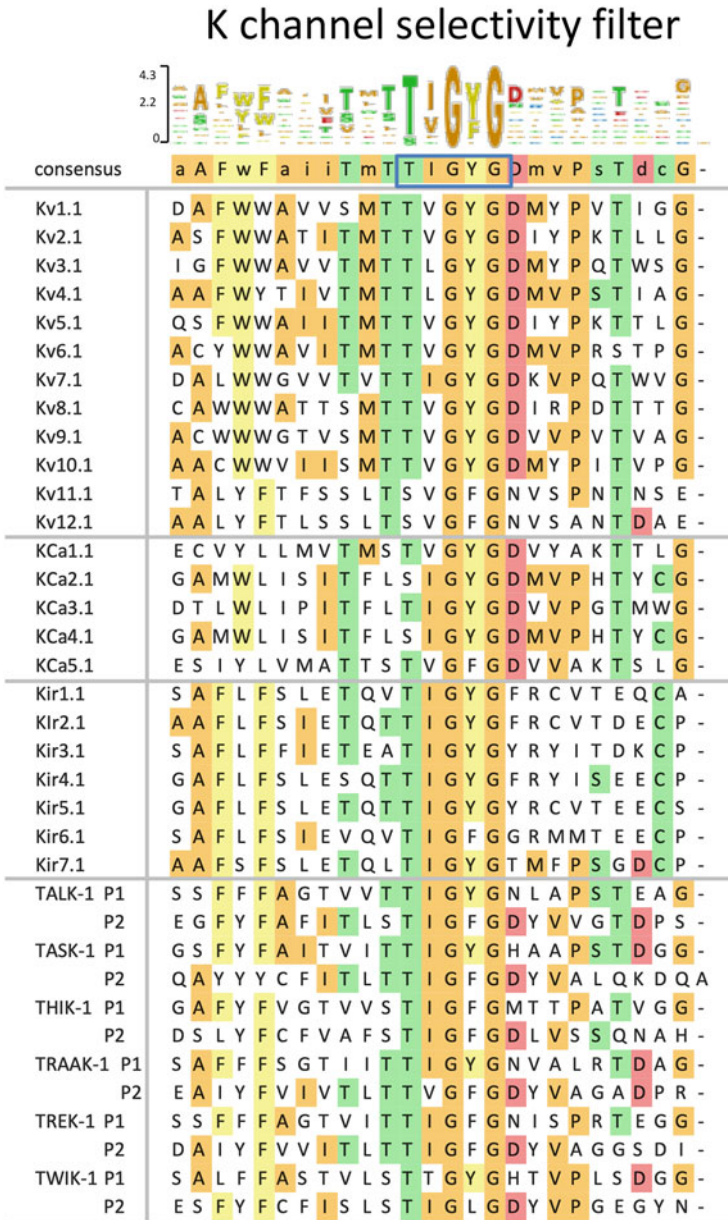 K channel selectivity filter
4.3
2.2
0
consensus a A F w F a i i T m T T I G Y G D m v P s T d c G -
Kv1.1 D A F W W A V V S M T T V G Y G D M Y P V T I G G -
Kv2.1 A S F W W A T I T M T T V G Y G D I Y P K T L L G -
Kv3.1 I G F W W A V V T M T T L G Y G D M Y P Q T W S G -
Kv4.1 A A F W Y T I V T M T T L G Y G D M V P S T I A G -
Kv5.1 Q S F W W A I I T M T T V G Y G D I Y P K T T L G -
Kv6.1 A C Y W W A V I T M T T V G Y G D M V P R S T P G -
Kv7.1 D A L W W G V V T V T T I G Y G D K V P Q T W V G -
Kv8.1 C A W W W A T T S M T T V G Y G D I R P D T T T G -
Kv9.1 A C W W W G T V S M T T V G Y G D V V P V T V A G -
Kv10.1 A A C W W V I I S M T T V G Y G D M Y P I T V P G -
Kv11.1 T A L Y F T F S S L T S V G F G N V S P N T N S E -
Kv12.1 A A L Y F T L S S L T S V G F G N V S A N T D A E -
KCa1.1 E C V Y L L M V T M S T V G Y G D V Y A K T T L G -
KCa2.1 G A M W L I S I T F L S I G Y G D M V P H T Y C G -
KCa3.1 D T L W L I P I T F L T I G Y G D V V P G T M W G -
KCa4.1 G A M W L I S I T F L S I G Y G D M V P H T Y C G -
KCa5.1 E S I Y L V M A T T S T V G F G D V V A K T S L G -
Kir1.1 S A F L F S L E T Q V T I G Y G F R C V T E Q C A -
KIr2.1 A A F L F S I E T Q T T I G Y G F R C V T D E C P -
Kir3.1 S A F L F F I E T E A T I G Y G Y R Y I T D K C P -
Kir4.1 G A F L F S L E S Q T T I G Y G F R Y I S E E C P -
Kir5.1 G A F L F S L E T Q T T I G Y G Y R C V T E E C S -
Kir6.1 S A F L F S I E V Q V T I G F G G R M M T E E C P -
Kir7.1 A A F S F S L E T Q L T I G Y G T M F P S G D C P -
TALK-1 P1 S S F F F A G T V V T T I G Y G N L A P S T E A G -
P2 E G F Y F A F I T L S T I G F G D Y V V G T D P S -
TASK-1 P1 G S F Y F A I T V I T T I G Y G H A A P S T D G G -
P2 Q A Y Y Y C F I T L T T I G F G D Y V A L Q K D Q A
THIK-1 P1 G A F Y F V G T V V S T I G F G M T T P A T V G G -
P2 D S L Y F C F V A F S T I G F G D L V S S Q N A H -
TRAAK-1 P1 S A F F F S G T I I T T I G Y G N V A L R T D A G -
P2 E A I Y F V I V T L T T V G F G D Y V A G A D P R -
TREK-1 P1 S S F F F A G T V I T T I G F G N I S P R T E G G -
P2 D A I Y F V V I T L T T I G F G D Y V A G G S D I -
TWIK-1 P1 S A L F F A S T V L S T T G Y G H T V P L S D G G -
P2 E S F Y F C F I S L S T I G L G D Y V P G E G Y N -